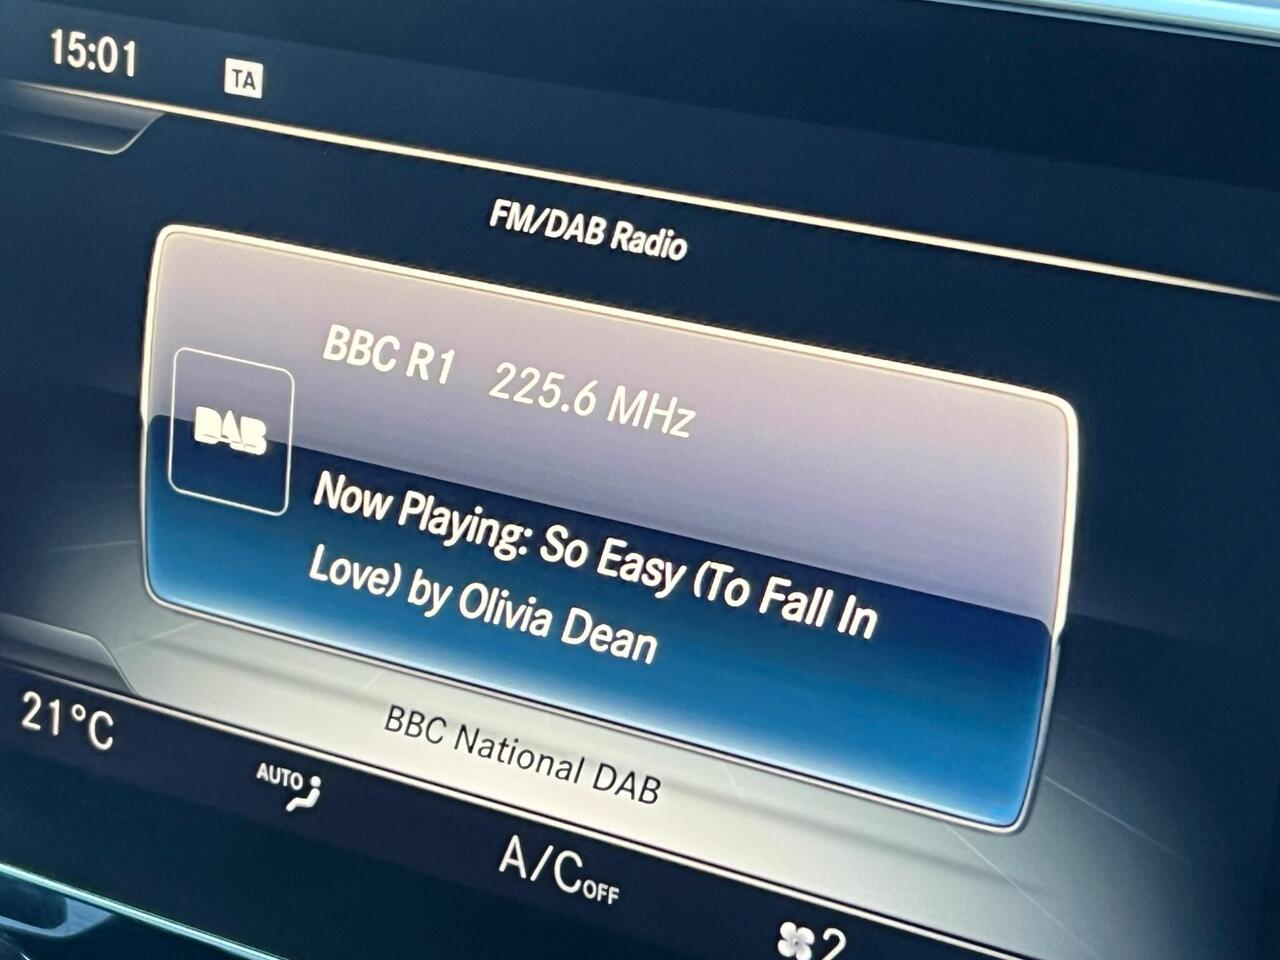 15:01 TA
FM/DAB Radio
BBC R1 225.6 MHz
DAB
Now Playing: So Easy (To Fall In
Love) by Olivia Dean
BBC National DAB
21°C
AUTO
A/C OFF
2